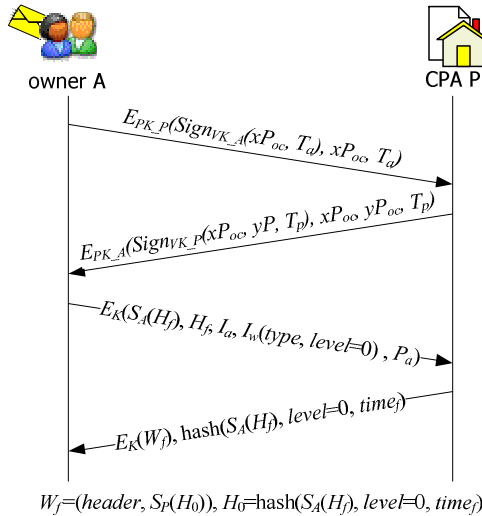 owner A
CPA P
E_{PK_P}(Sign_{VK_A}(xP_{oc}, T_a), xP_{oc}, T_a)
E_{PK_A}(Sign_{VK_P}(xP_{oc}, yP, T_p), xP_{oc}, yP_{oc}, T_p)
E_K(S_A(H_f), H_f, I_a, I_w(type, level=0) , P_a)
E_K(W_f), hash(S_A(H_f), level=0, time_f)
W_f=(header, S_P(H_0)), H_0=hash(S_A(H_f), level=0, time_f)